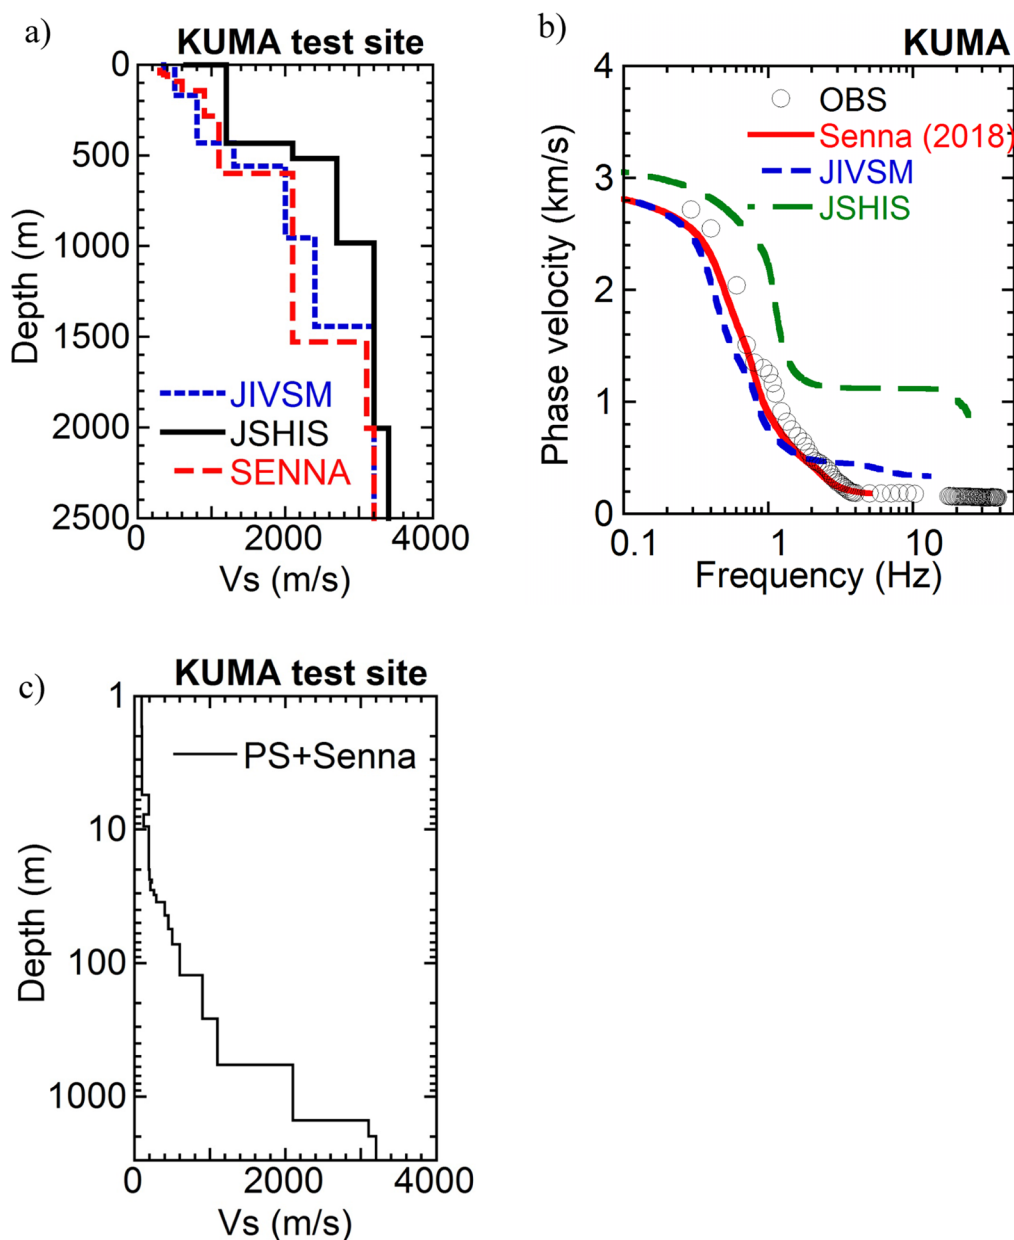 a)
KUMA test site
0
500
1000
1500
2000
2500
Depth (m)
JIVSM
JSHIS
SENNA
0
2000
4000
Vs (m/s)
b)
KUMA
4
3
2
1
0
Phase velocity (km/s)
OBS
Senna (2018)
JIVSM
JSHIS
0.1
1
10
Frequency (Hz)
c)
KUMA test site
1
10
100
1000
Depth (m)
PS+Senna
0
2000
4000
Vs (m/s)